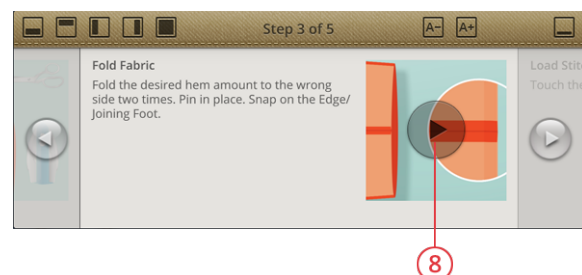 Step 3 of 5
A- A+
Fold Fabric
Fold the desired hem amount to the wrong
side two times. Pin in place. Snap on the Edge/
Joining Foot.
Load Stit
Touch the
8